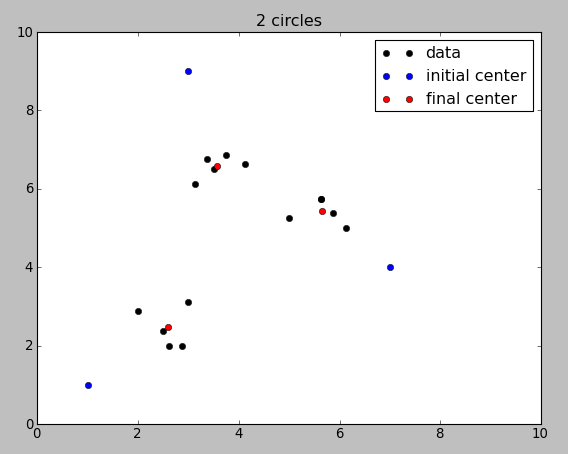 2 circles
data
initial center
final center
10
8
6
4
2
0
0 2 4 6 8 10